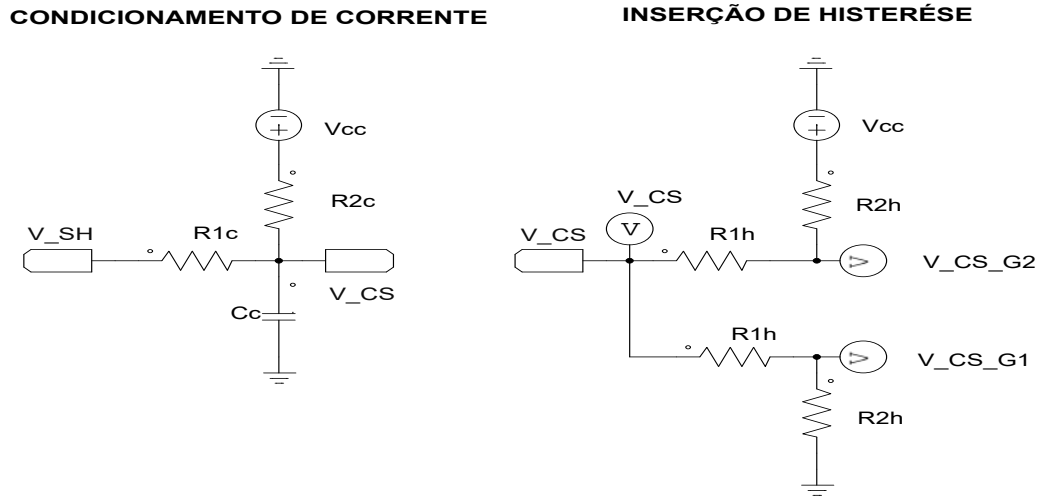 CONDICIONAMENTO DE CORRENTE
INSERÇÃO DE HISTERÉSE
Vcc
R2c
V_SH
R1c
V_CS
Cc
Vcc
R2h
V_CS
V
V_CS
R1h
V
V_CS_G2
R1h
V
V_CS_G1
R2h